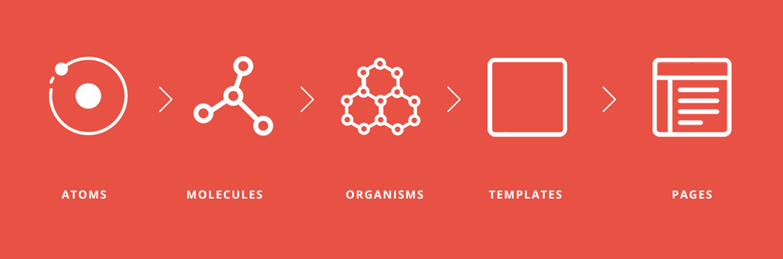 ATOMS
MOLECULES
ORGANISMS
TEMPLATES
PAGES